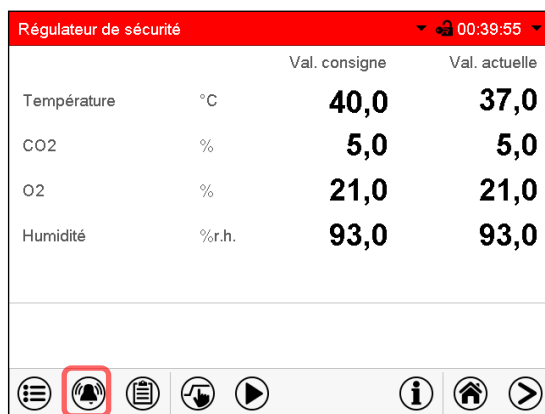 Régulateur de sécurité 00:39:55
Val. consigne Val. actuelle
Température °C 40,0 37,0
CO2 % 5,0 5,0
O2 % 21,0 21,0
Humidité %r.h. 93,0 93,0